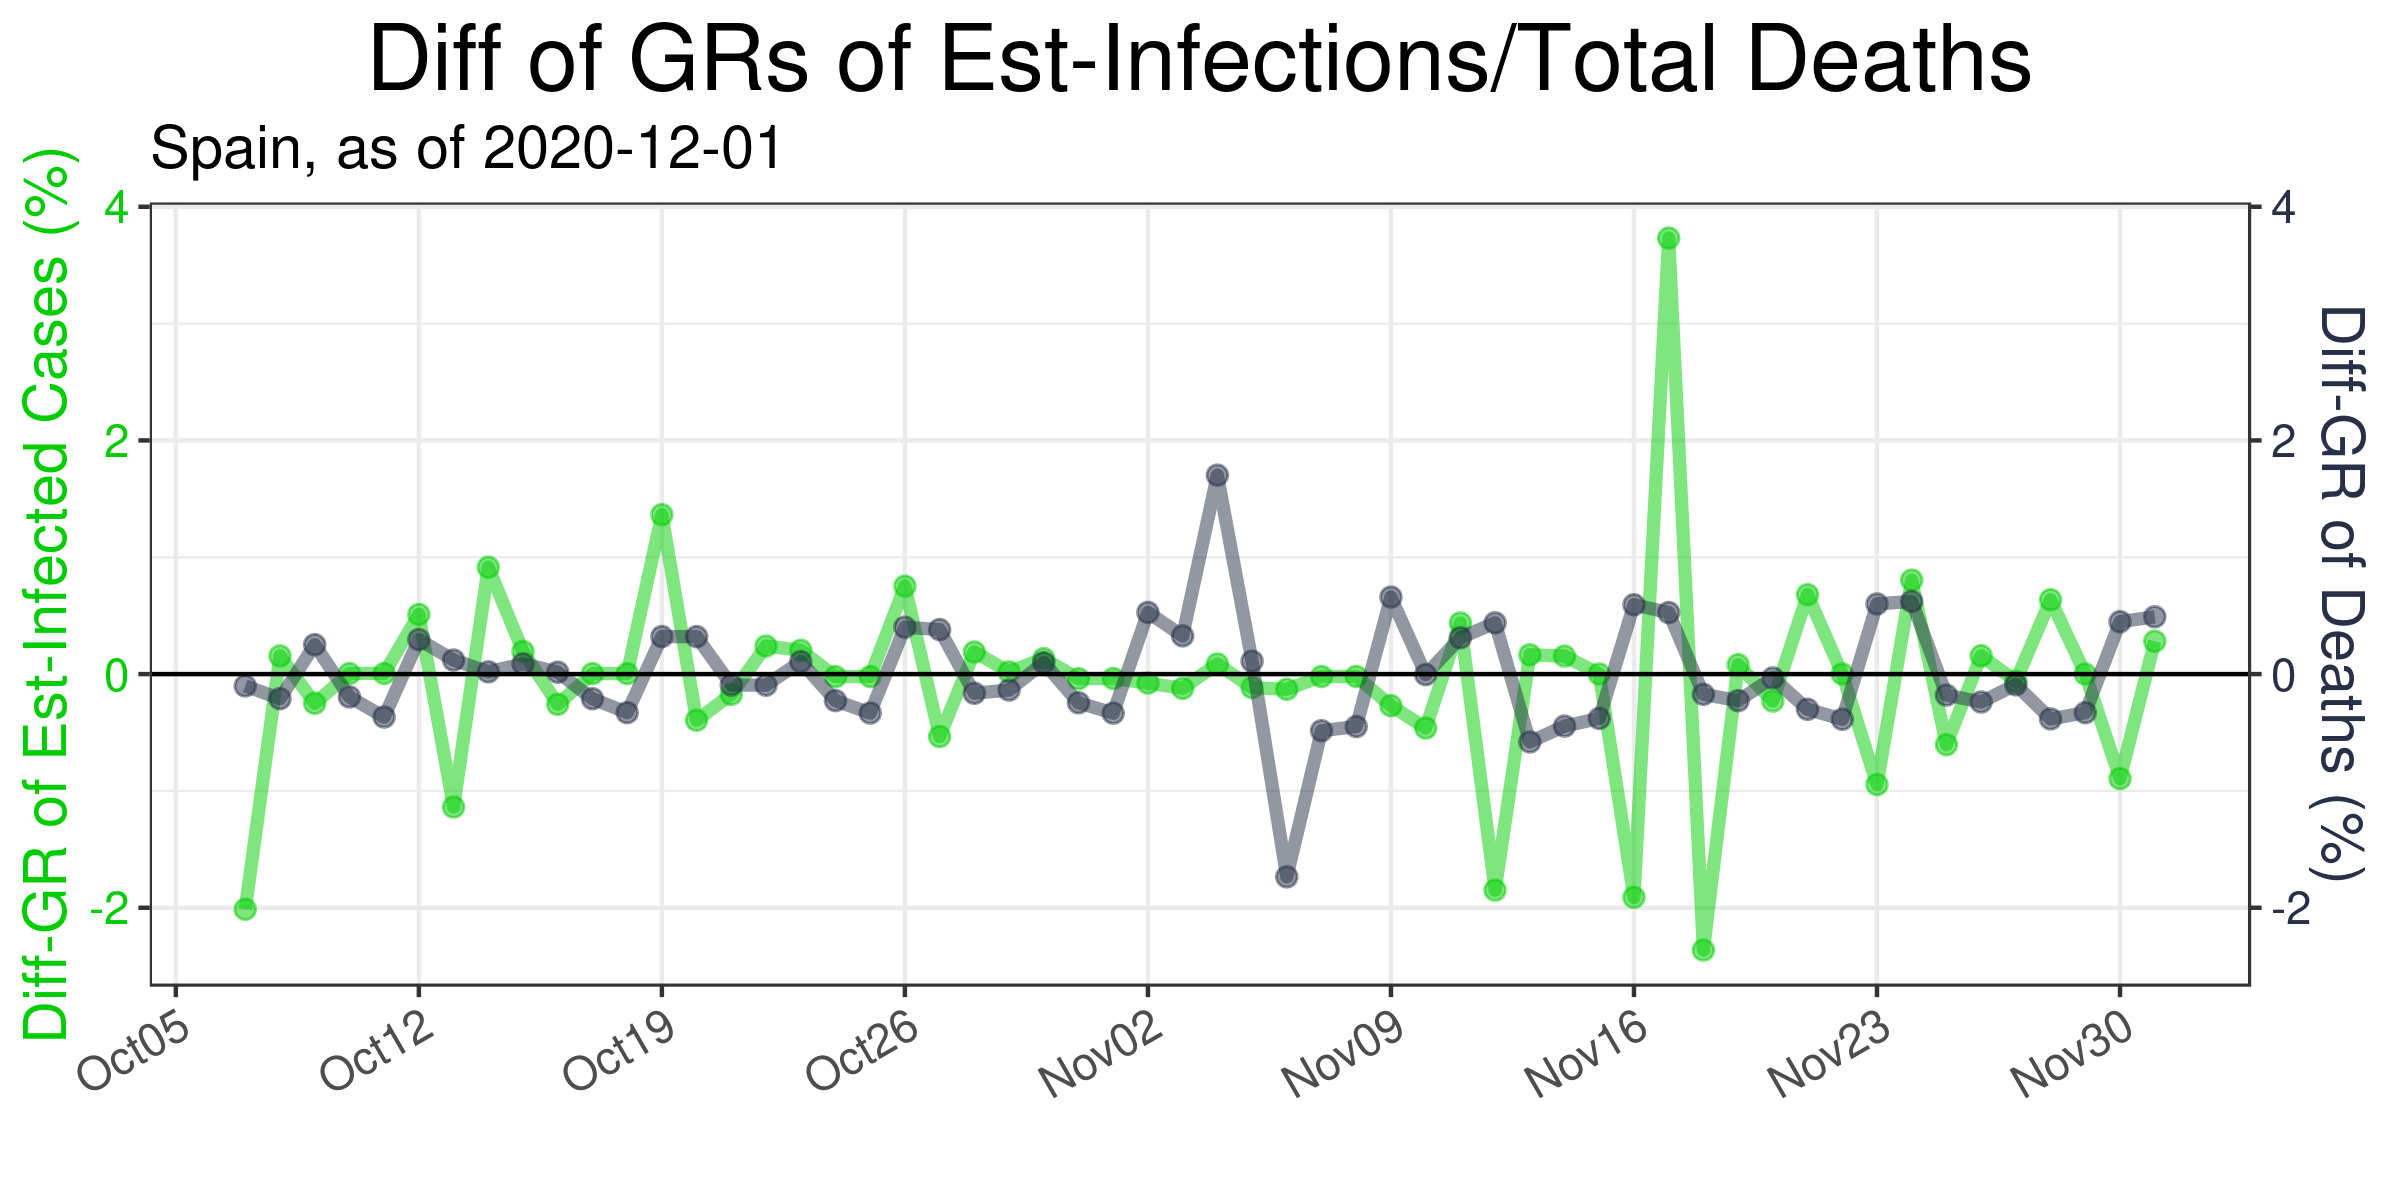 Diff of GRs of Est-Infections/Total Deaths
Spain, as of 2020-12-01
Diff-GR of Est-Infected Cases (%)
4
2
0
-2
4
2
0
-2
Diff-GR of Deaths (%)
Oct05
Oct12
Oct19
Oct26
Nov02
Nov09
Nov16
Nov23
Nov30